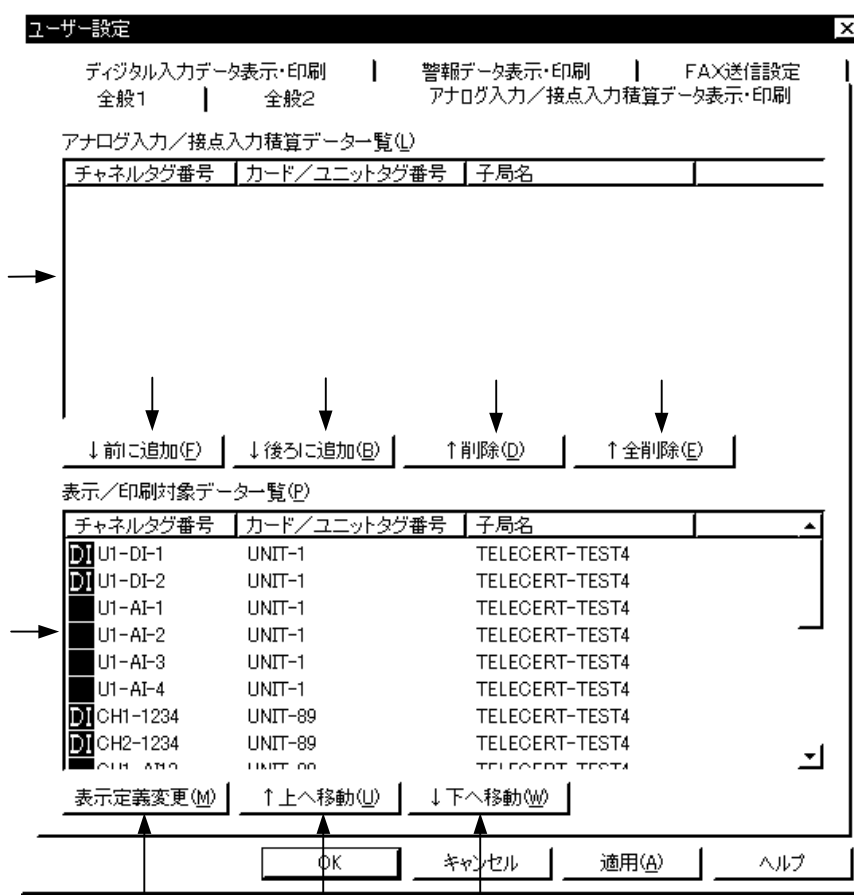 ユーザー設定
ディジタル入力データ表示・印刷 警報データ表示・印刷 FAX送信設定
全般1 全般2 アナログ入力／接点入力積算データ表示・印刷
アナログ入力／接点入力積算データ一覧(L)
チャネルタグ番号 カード／ユニットタグ番号 子局名
↓前に追加(F) ↓後ろに追加(B) ↑削除(D) ↑全削除(E)
表示／印刷対象データ一覧(P)
チャネルタグ番号 カード／ユニットタグ番号 子局名
DI U1-DI-1 UNIT-1 TELECERT-TEST4
DI U1-DI-2 UNIT-1 TELECERT-TEST4
U1-AI-1 UNIT-1 TELECERT-TEST4
U1-AI-2 UNIT-1 TELECERT-TEST4
U1-AI-3 UNIT-1 TELECERT-TEST4
U1-AI-4 UNIT-1 TELECERT-TEST4
DI CH1-1234 UNIT-89 TELECERT-TEST4
DI CH2-1234 UNIT-89 TELECERT-TEST4
表示定義変更(M) ↑上へ移動(U) ↓下へ移動(W)
OK キャンセル 適用(A) ヘルプ